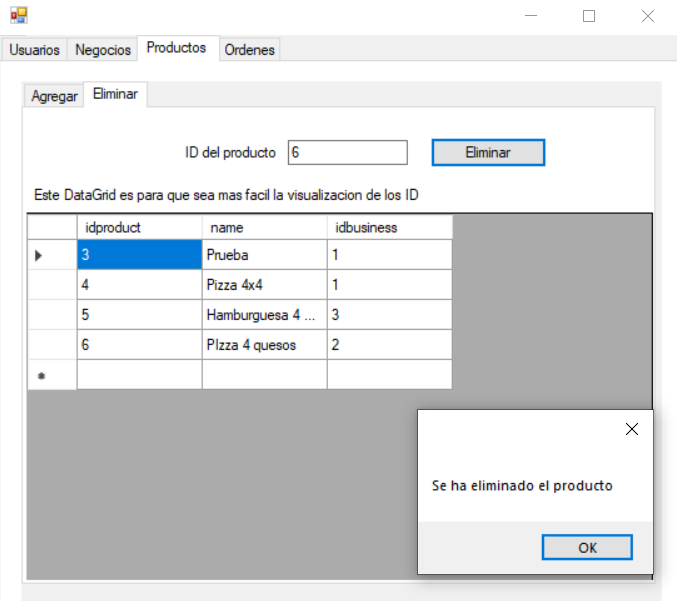 Usuarios Negocios Productos Ordenes
Agregar Eliminar
ID del producto 6 Eliminar
Este DataGrid es para que sea mas facil la visualizacion de los ID
idproduct name idbusiness
3 Prueba 1
4 Pizza 4x4 1
5 Hamburguesa 4 ... 3
6 PIzza 4 quesos 2
Se ha eliminado el producto
OK